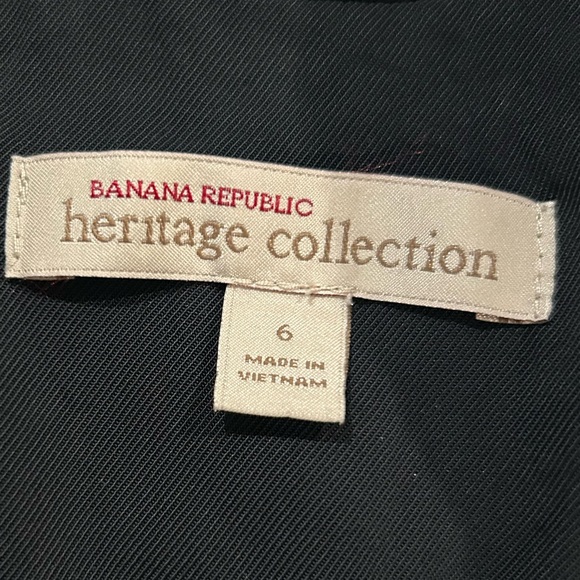 BANANA REPUBLIC
heritage collection
6
MADE IN
VIETNAM